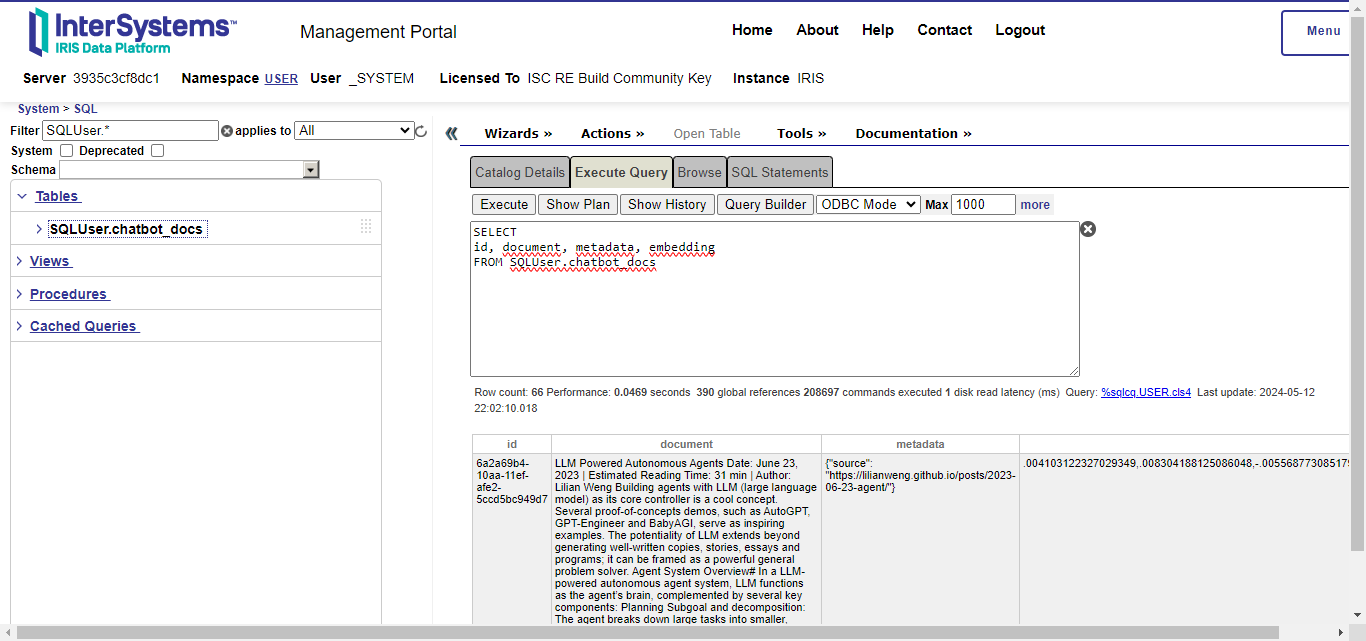 InterSystems™
IRIS Data Platform
Management Portal
Home About Help Contact Logout
Menu
Server 3935c3cf8dc1 Namespace USER User _SYSTEM Licensed To ISC RE Build Community Key Instance IRIS
System > SQL
Filter SQLUser.* applies to All
System Deprecated
Schema
Tables
SQLUser.chatbot_docs
Views
Procedures
Cached Queries
« Wizards » Actions » Open Table Tools » Documentation »
Catalog Details Execute Query Browse SQL Statements
Execute Show Plan Show History Query Builder ODBC Mode Max 1000 more
SELECT
id, document, metadata, embedding
FROM SQLUser.chatbot_docs
Row count: 66 Performance: 0.0469 seconds 390 global references 208697 commands executed 1 disk read latency (ms) Query: %sqlcq.USER.cls4 Last update: 2024-05-12
22:02:10.018
id document metadata
6a2a69b4-
10aa-11ef-
afe2-
5ccd5bc949d7
LLM Powered Autonomous Agents Date: June 23,
2023 | Estimated Reading Time: 31 min | Author:
Lilian Weng Building agents with LLM (large language
model) as its core controller is a cool concept.
Several proof-of-concepts demos, such as AutoGPT,
GPT-Engineer and BabyAGI, serve as inspiring
examples. The potentiality of LLM extends beyond
generating well-written copies, stories, essays and
programs; it can be framed as a powerful general
problem solver. Agent System Overview# In a LLM-
powered autonomous agent system, LLM functions
as the agent's brain, complemented by several key
components: Planning Subgoal and decomposition:
The agent breaks down large tasks into smaller,
{"source":
"https://lilianweng.github.io/posts/2023-
06-23-agent/"}
.004103122327029349,.008304188125086048,-.00556877308517